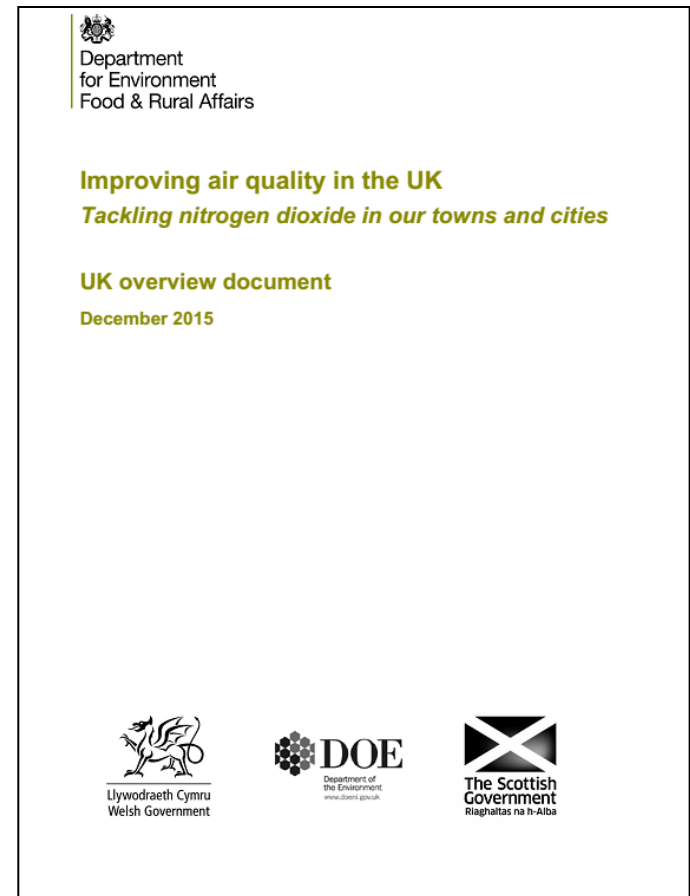 Department
for Environment
Food & Rural Affairs
Improving air quality in the UK
Tackling nitrogen dioxide in our towns and cities
UK overview document
December 2015
Llywodraeth Cymru
Welsh Government
DOE
Department of
the Environment
www.doeni.gov.uk
The Scottish
Government
Riaghaltas na h-Alba